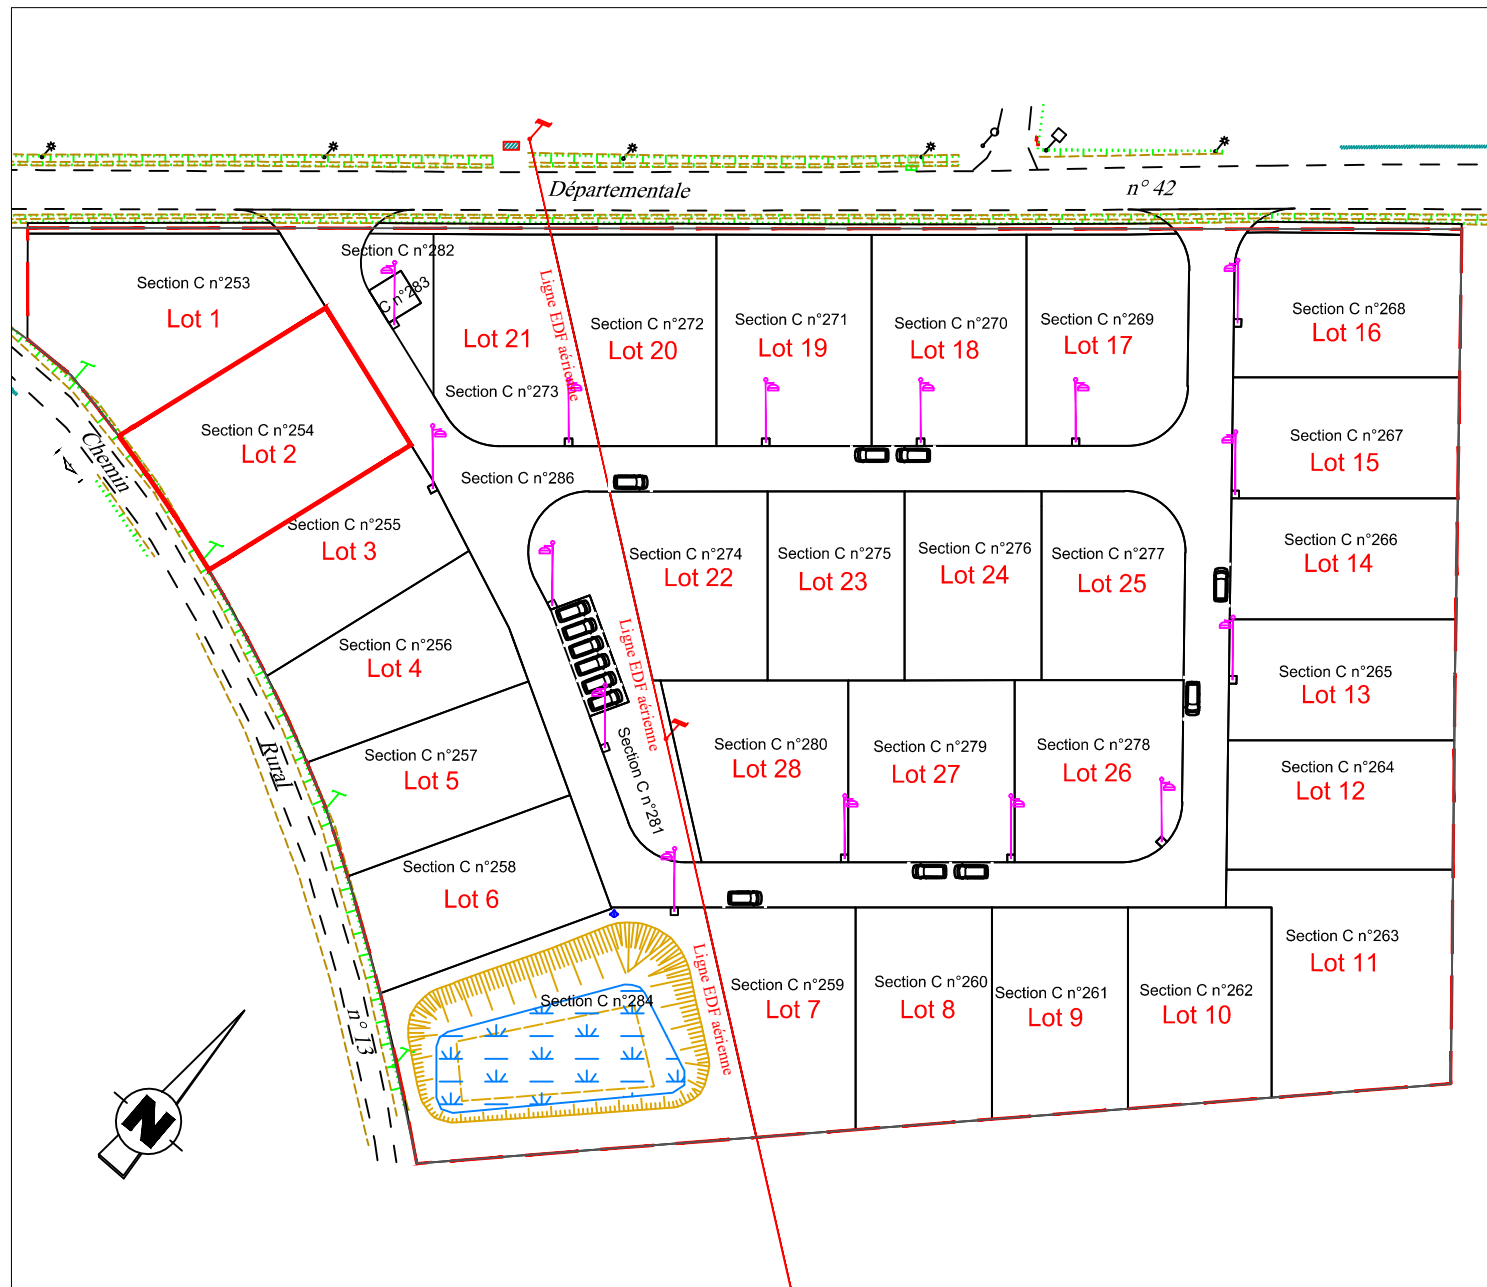 Départementale
n° 42
Section C n°253
Lot 1
Section C n°282
C n°283
Lot 21
Section C n°273
Ligne EDF aérienne
Section C n°272
Lot 20
Section C n°271
Lot 19
Section C n°270
Lot 18
Section C n°269
Lot 17
Section C n°268
Lot 16
Section C n°254
Lot 2
Chemin
Section C n°267
Lot 15
Section C n°286
Section C n°255
Lot 3
Section C n°274
Lot 22
Section C n°275
Lot 23
Section C n°276
Lot 24
Section C n°277
Lot 25
Section C n°266
Lot 14
Section C n°256
Lot 4
Ligne EDF aérienne
Section C n°265
Lot 13
Rural
Section C n°257
Lot 5
Section C n°281
Section C n°280
Lot 28
Section C n°279
Lot 27
Section C n°278
Lot 26
Section C n°264
Lot 12
Section C n°258
Lot 6
Section C n°263
Lot 11
n° 13
Section C n°284
Ligne EDF aérienne
Section C n°259
Lot 7
Section C n°260
Lot 8
Section C n°261
Lot 9
Section C n°262
Lot 10
N